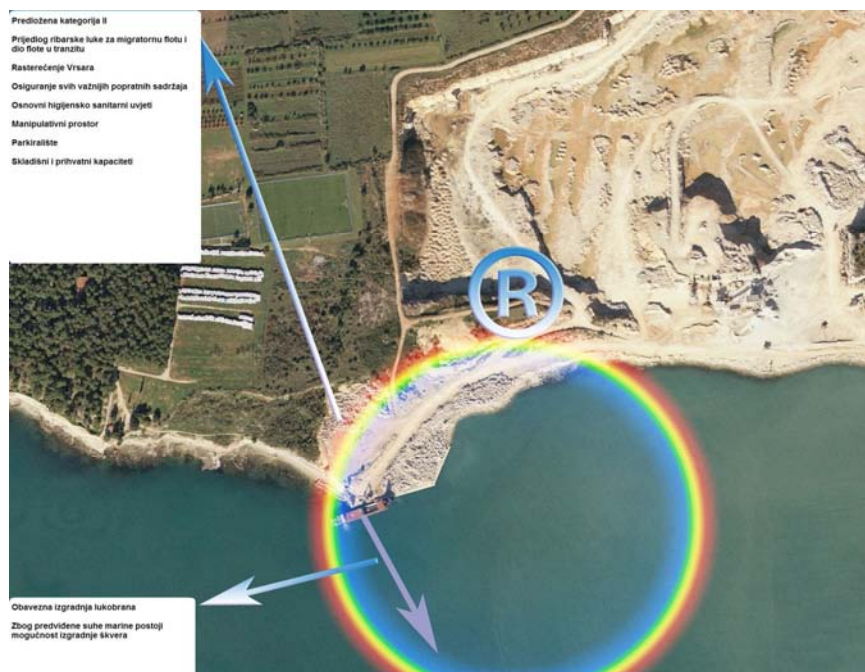 Predložena kategorija II
Prijedlog ribarske luke za migratornu flotu i
dio flote u tranzitu
Rasterećenje Vrsara
Osiguranje svih važnijih popratnih sadržaja
Osnovni higijensko sanitarni uvjeti
Manipulativni prostor
Parkiralište
Skladišni i prihvatni kapaciteti
R
Obavezna izgradnja lukobrana
Zbog predviđene suhe marine postoji
mogućnost izgradnje škvera